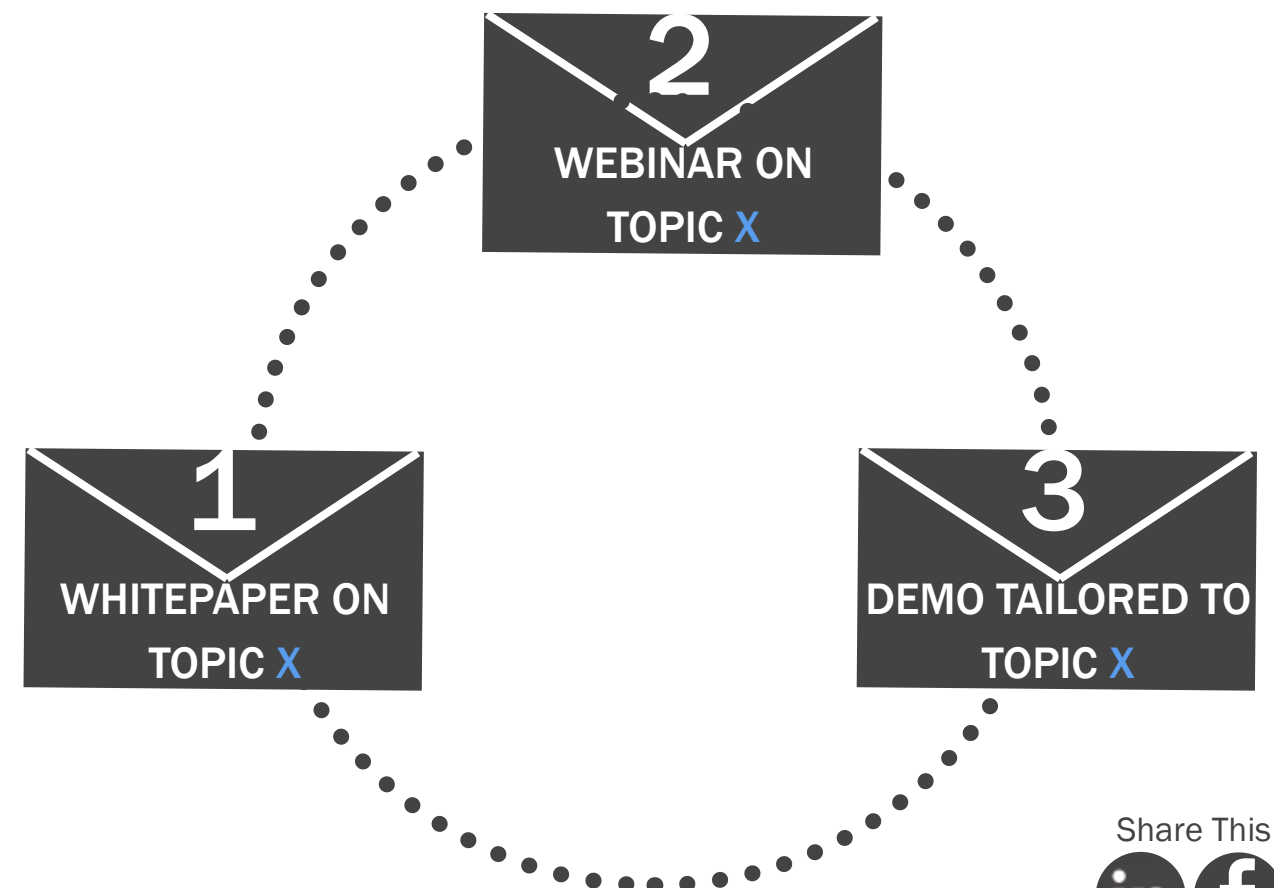 2
WEBINAR ON
TOPIC X
1
WHITEPAPER ON
TOPIC X
3
DEMO TAILORED TO
TOPIC X
Share This
f